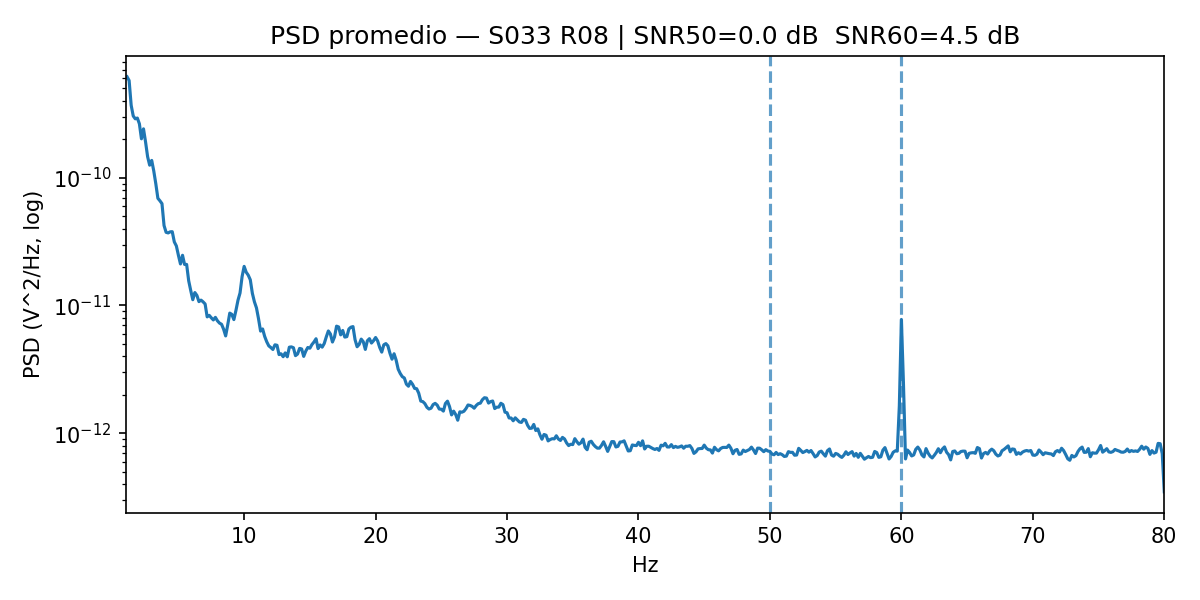 PSD promedio — S033 R08 | SNR50=0.0 dB  SNR60=4.5 dB
PSD (V^2/Hz, log)
10⁻¹⁰
10⁻¹¹
10⁻¹²
10 20 30 40 50 60 70 80
Hz